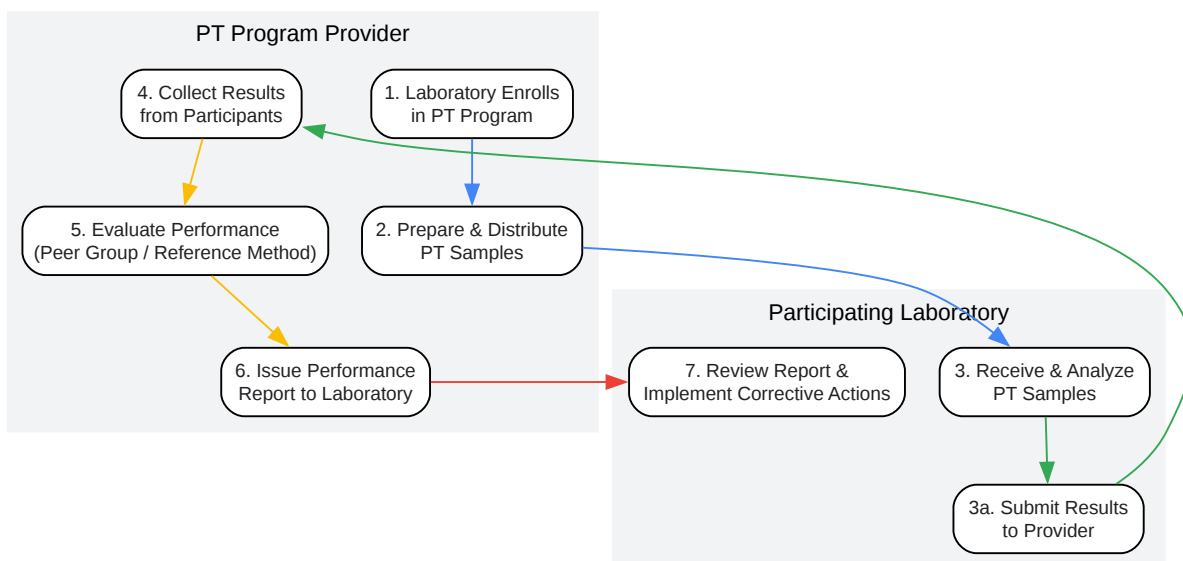 PT Program Provider
4. Collect Results
from Participants
1. Laboratory Enrolls
in PT Program
5. Evaluate Performance
(Peer Group / Reference Method)
2. Prepare & Distribute
PT Samples
Participating Laboratory
6. Issue Performance
Report to Laboratory
7. Review Report &
Implement Corrective Actions
3. Receive & Analyze
PT Samples
3a. Submit Results
to Provider